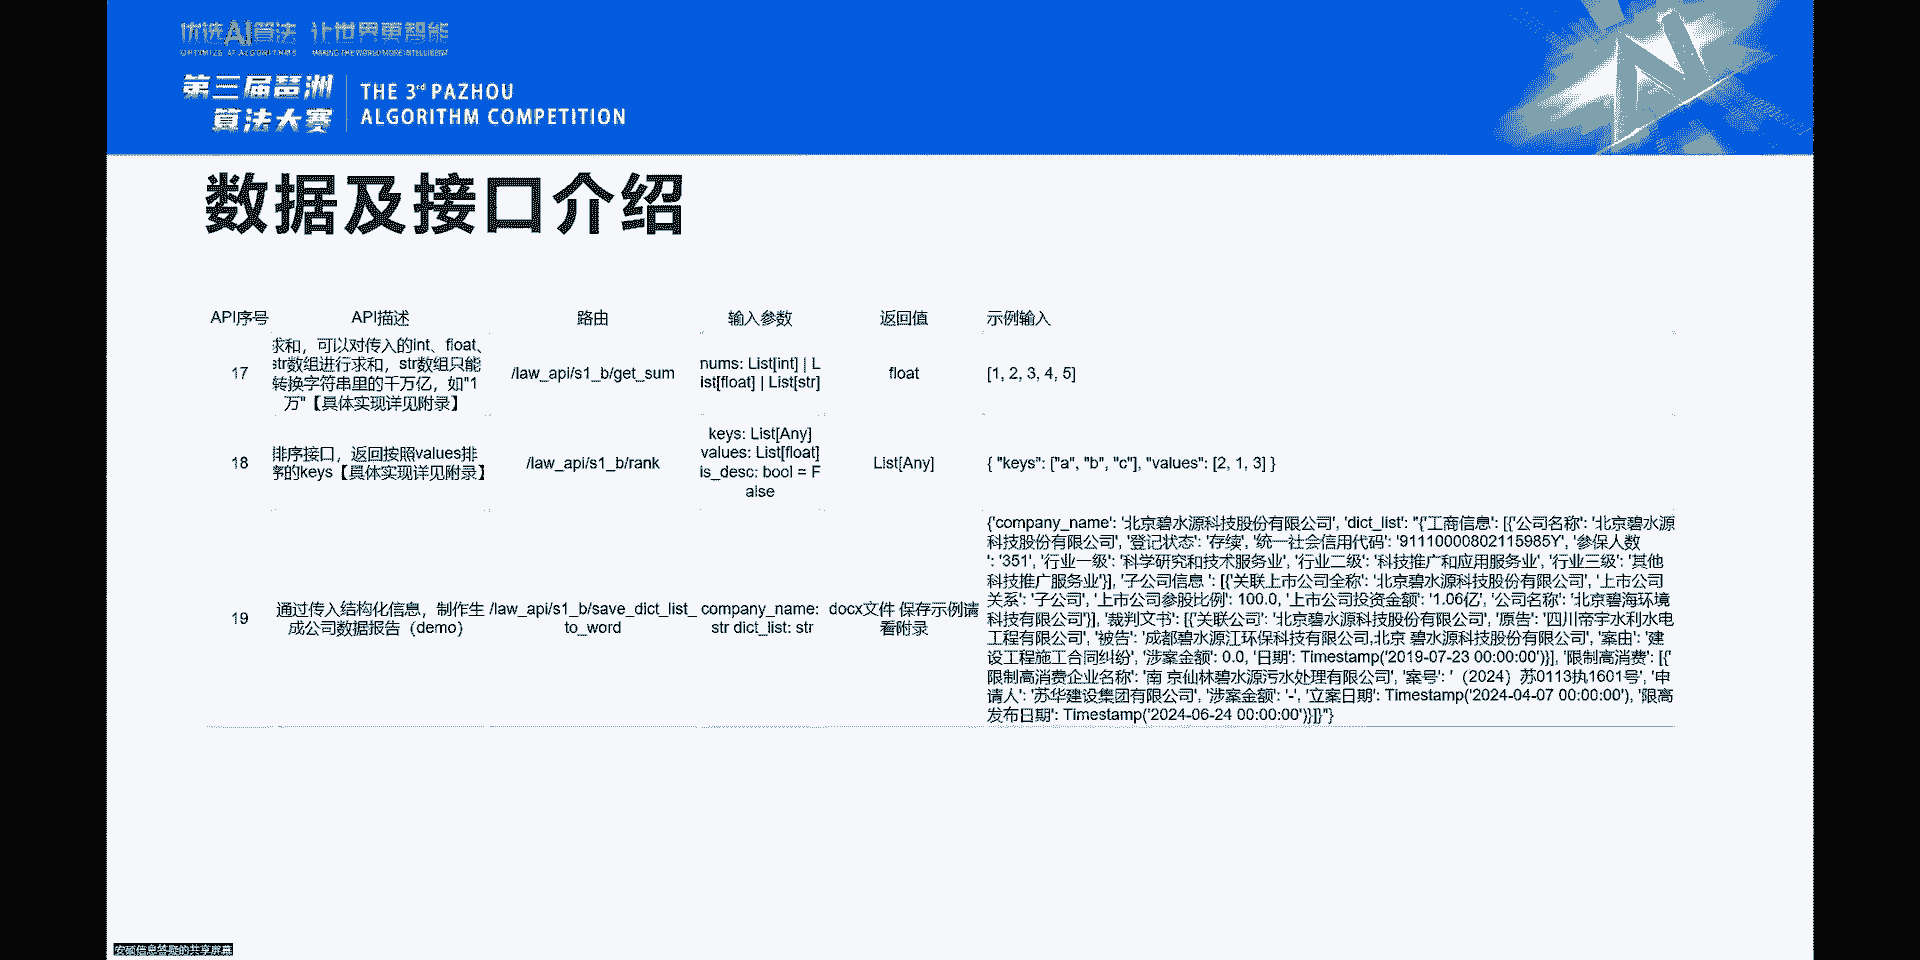 优选AI算法 让世界更智能
OPTIMIZE AI ALGORITHMS MAKING THE WORLD MORE INTELLIGENT
第三届琶洲
算法大赛
THE 3rd PAZHOU
ALGORITHM COMPETITION
数据及接口介绍
API序号 API描述 路由 输入参数 返回值 示例输入
17
求和，可以对传入的int、float、
str数组进行求和，str数组只能
转换字符串里的千万亿，如"1
万"【具体实现详见附录】
/law_api/s1_b/get_sum
nums: List[int] | L
ist[float] | List[str]
float
[1, 2, 3, 4, 5]
18
排序接口，返回按照values排
序的keys【具体实现详见附录】
/law_api/s1_b/rank
keys: List[Any]
values: List[float]
is_desc: bool = F
alse
List[Any]
{ "keys": ["a", "b", "c"], "values": [2, 1, 3] }
19
通过传入结构化信息，制作生
成公司数据报告（demo）
/law_api/s1_b/save_dict_list_
to_word
company_name:
str dict_list: str
docx文件 保存示例请
看附录
{'company_name': '北京碧水源科技股份有限公司', 'dict_list': "{'工商信息': [{'公司名称': '北京碧水源
科技股份有限公司', '登记状态': '存续', '统一社会信用代码': '91110000802115985Y', '参保人数
': '351', '行业一级': '科学研究和技术服务业', '行业二级': '科技推广和应用服务业', '行业三级': '其他
科技推广服务业'}], '子公司信息 ': [{'关联上市公司全称': '北京碧水源科技股份有限公司', '上市公司
关系': '子公司', '上市公司参股比例': 100.0, '上市公司投资金额': '1.06亿', '公司名称': '北京碧海环境
科技有限公司'}], '裁判文书': [{'关联公司': '北京碧水源科技股份有限公司', '原告': '四川帝宇水利水电
工程有限公司', '被告': '成都碧水源江环保科技有限公司,北京 碧水源科技股份有限公司', '案由': '建
设工程施工合同纠纷', '涉案金额': 0.0, '日期': Timestamp('2019-07-23 00:00:00')}], '限制高消费': [{'
限制高消费企业名称': '南 京仙林碧水源污水处理有限公司', '案号': '（2024）苏0113执1601号', '申
请人': '苏华建设集团有限公司', '涉案金额': '-', '立案日期': Timestamp('2024-04-07 00:00:00'), '限高
发布日期': Timestamp('2024-06-24 00:00:00')}]}"}
安硕信息答疑的共享屏幕